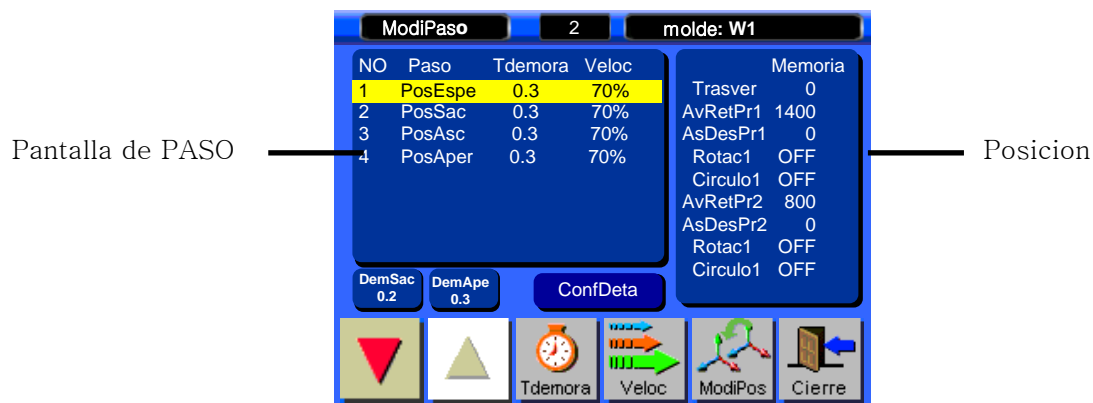 ModiPaso 2 molde: W1
NO Paso Tdemora Veloc
1 PosEspe 0.3 70%
2 PosSac 0.3 70%
3 PosAsc 0.3 70%
4 PosAper 0.3 70%
Memoria
Trasver 0
AvRetPr1 1400
AsDesPr1 0
Rotac1 OFF
Circulo1 OFF
AvRetPr2 800
AsDesPr2 0
Rotac1 OFF
Circulo1 OFF
Pantalla de PASO
Posicion
DemSac
0.2
DemApe
0.3
ConfDeta
Tdemora Veloc ModiPos Cierre